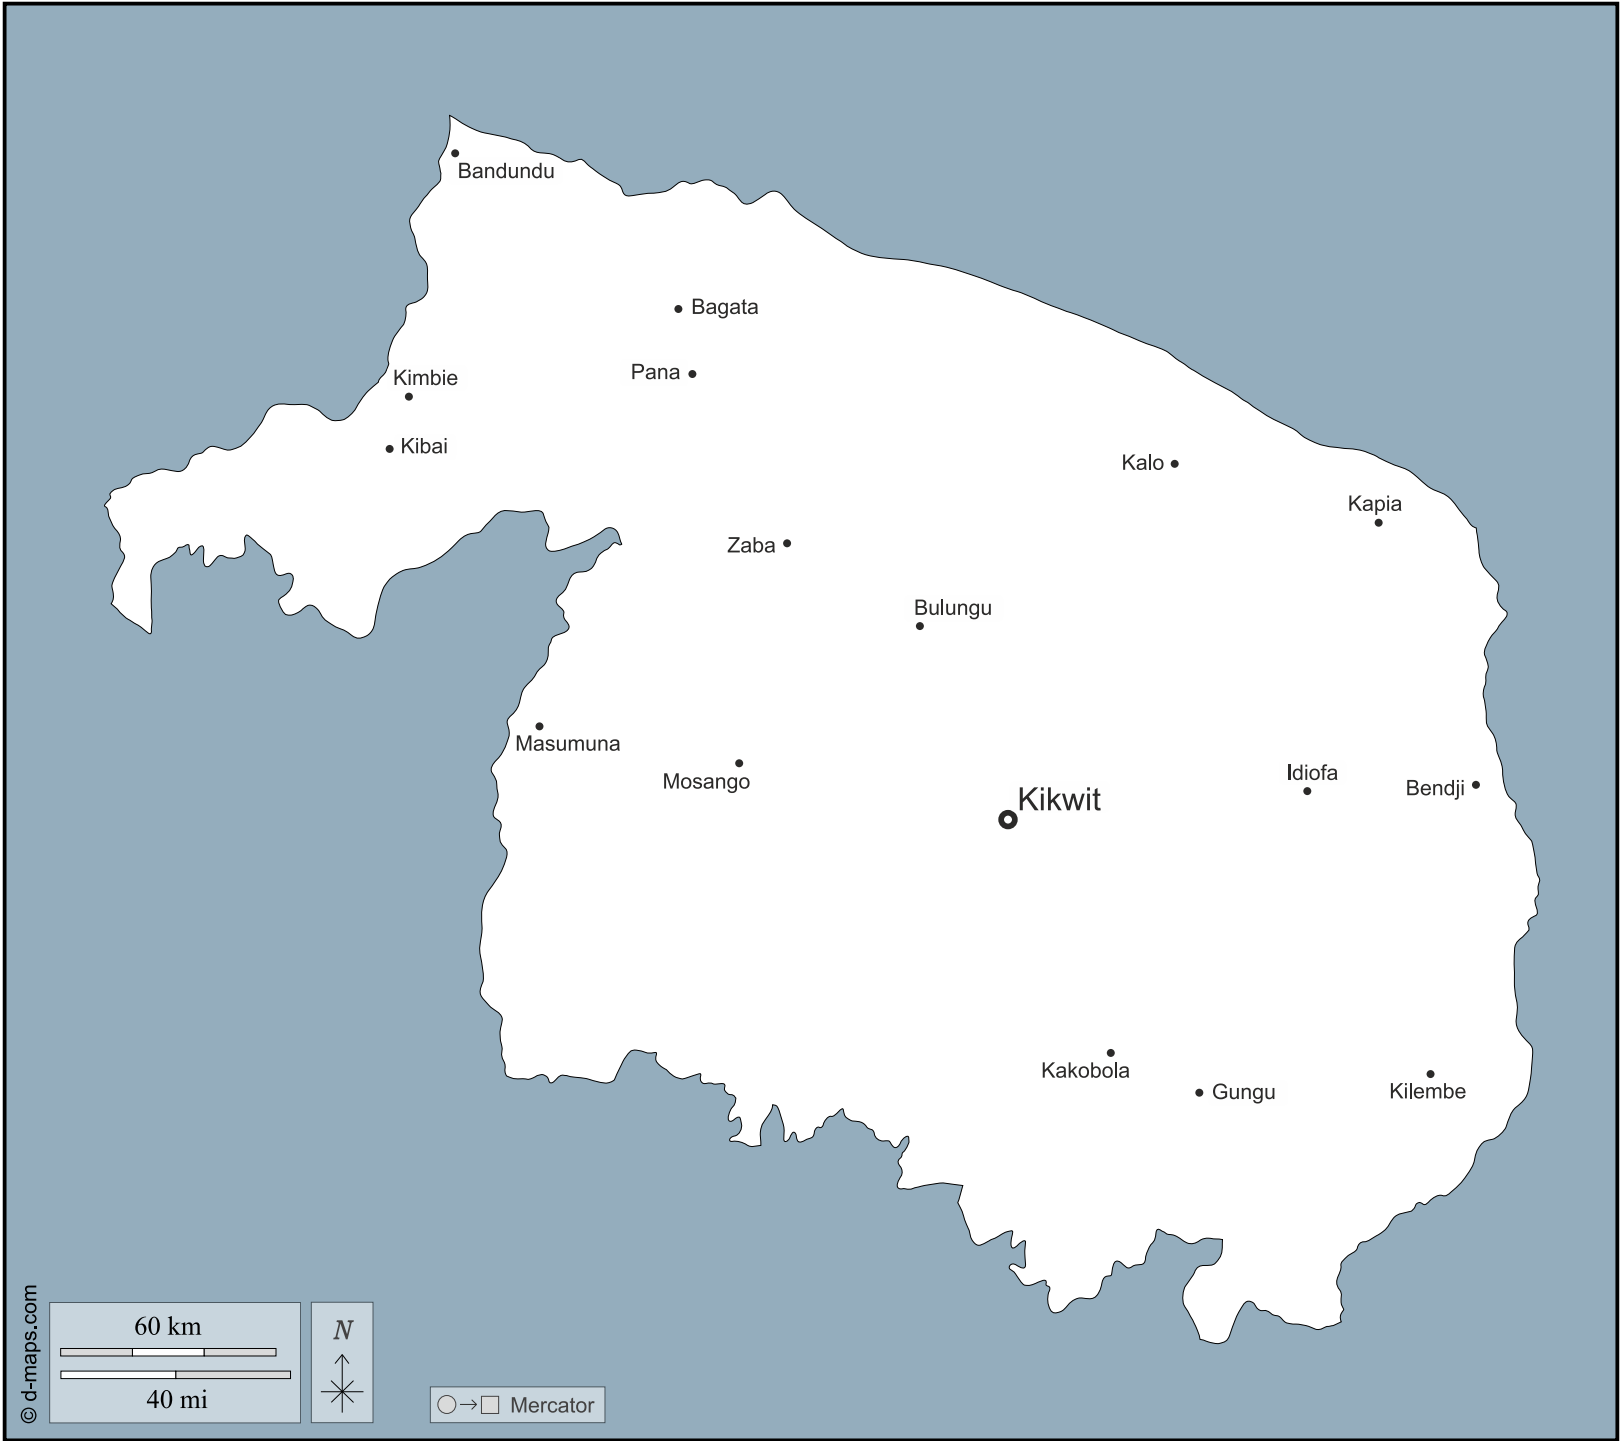 Bandundu
Bagata
Pana
Kimbie
Kibai
Kalo
Kapia
Zaba
Bulungu
Masumuna
Mosango
Idiofa
Bendji
Kikwit
Kakobola
Gungu
Kilembe
© d-maps.com
60 km
40 mi
N
Mercator